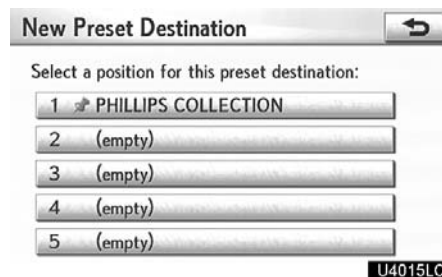 New Preset Destination
Select a position for this preset destination:
1 PHILLIPS COLLECTION
2 (empty)
3 (empty)
4 (empty)
5 (empty)
U4015LC